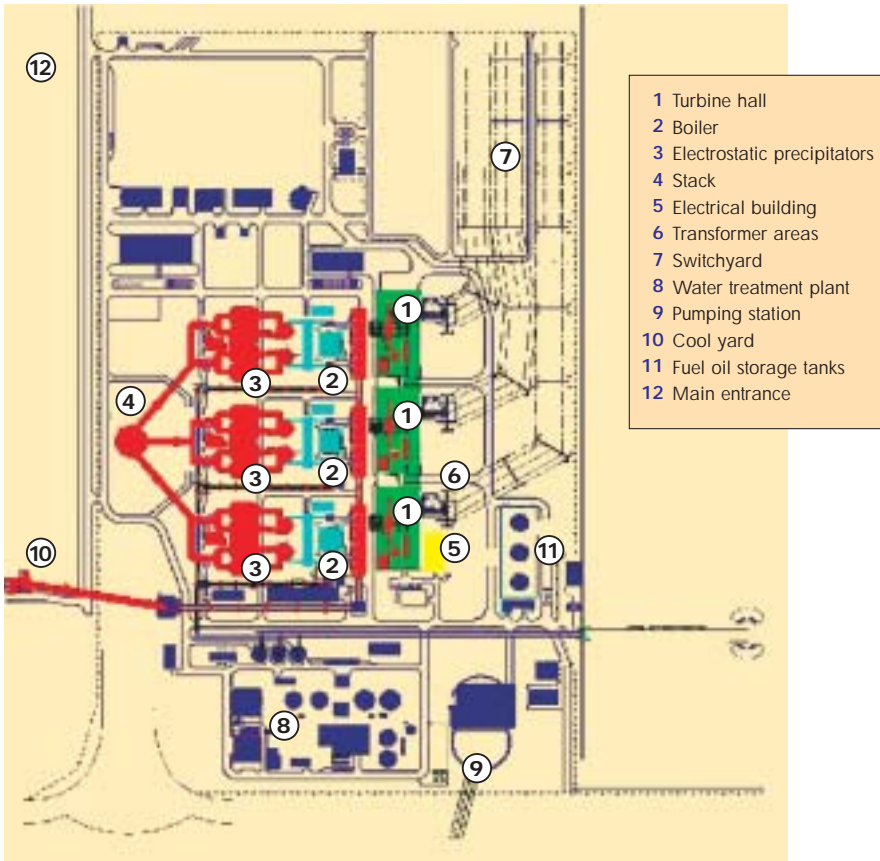 12
7
1 Turbine hall
2 Boiler
3 Electrostatic precipitators
4 Stack
5 Electrical building
6 Transformer areas
7 Switchyard
8 Water treatment plant
9 Pumping station
10 Cool yard
11 Fuel oil storage tanks
12 Main entrance
1
3
2
4
1
3
2
6
1
10
3
2
5
11
8
9